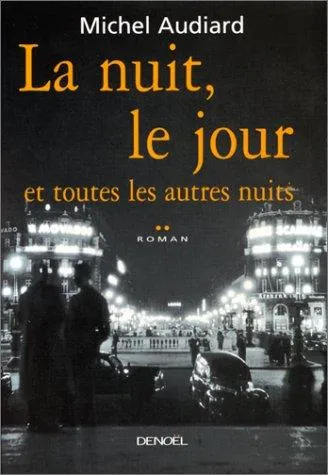 Michel Audiard
La nuit,
le jour
et toutes les autres nuits
••
ROMAN
MOVADO
DENOËL